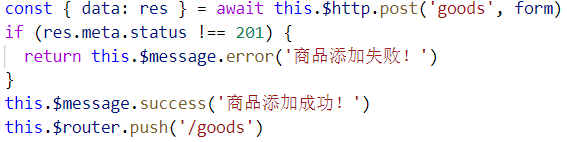 const { data: res } = await this.$http.post('goods', form)
if (res.meta.status !== 201) {
  return this.$message.error('商品添加失败！')
}
this.$message.success('商品添加成功！')
this.$router.push('/goods')